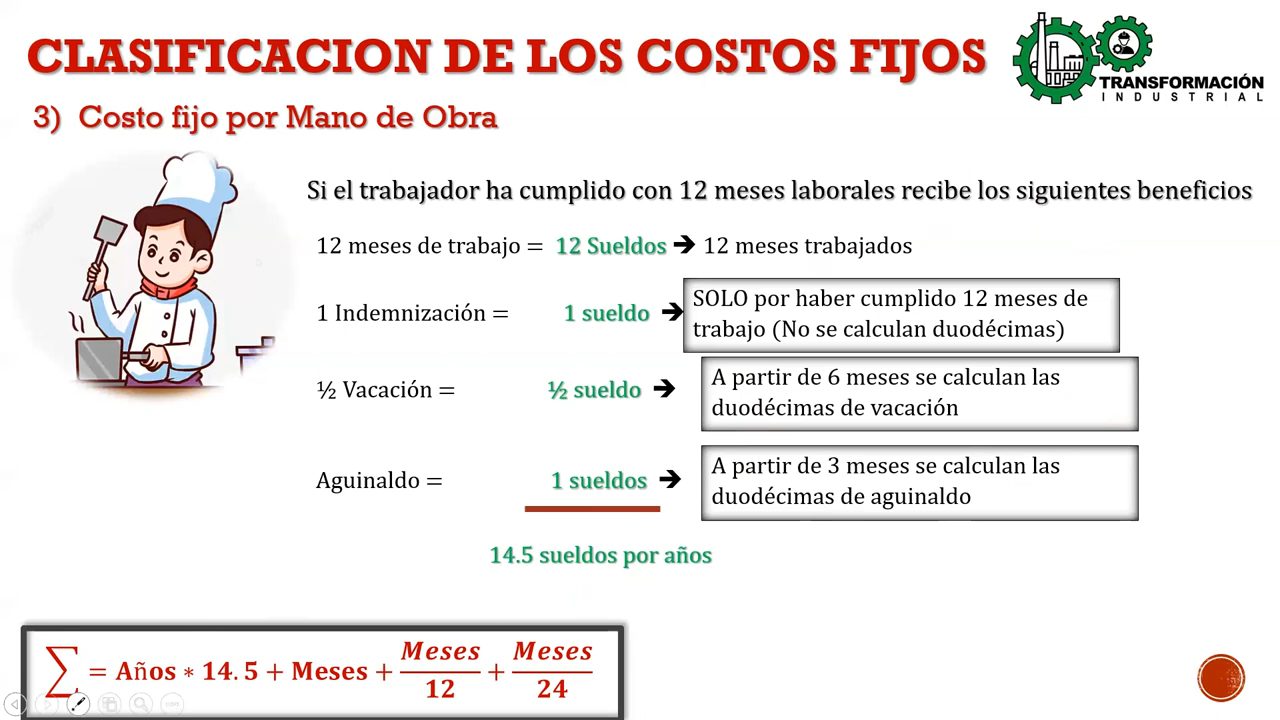 CLASIFICACION DE LOS COSTOS FIJOS
TRANSFORMACIÓN
INDUSTRIAL
3) Costo fijo por Mano de Obra
Si el trabajador ha cumplido con 12 meses laborales recibe los siguientes beneficios
12 meses de trabajo = 12 Sueldos → 12 meses trabajados
1 Indemnización = 1 sueldo → SOLO por haber cumplido 12 meses de
trabajo (No se calculan duodécimas)
½ Vacación = ½ sueldo → A partir de 6 meses se calculan las
duodécimas de vacación
Aguinaldo = 1 sueldos → A partir de 3 meses se calculan las
duodécimas de aguinaldo
14.5 sueldos por años
∑ = Años * 14.5 + Meses + Meses/12 + Meses/24